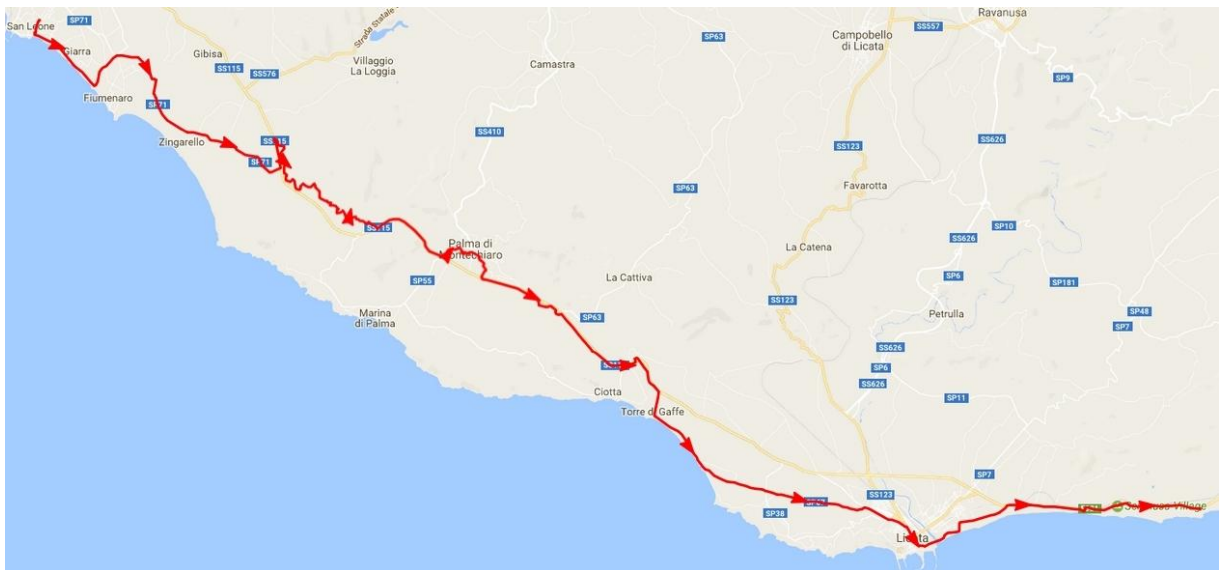 San Leone
SP71
Giarra
Fiumenaro
SP71
Zingarello
Gibisa
SS115
SS576
Strada Statale
Villaggio
La Loggia
SP71
Camastra
SS410
SP63
SP63
Campobello
di Licata
SS557
Ravanusa
SP9
SS123
Favarotta
SS626
SP10
La Catena
SS626
SP6
SP181
SP48
SP7
Petrulla
SS123
SS626
SP6
SS626
SP11
Palma di
Montechiaro
SP55
Marina
di Palma
La Cattiva
SP63
Ciotta
Torre di Gaffe
SP38
SS123
SP7
Licata
Village